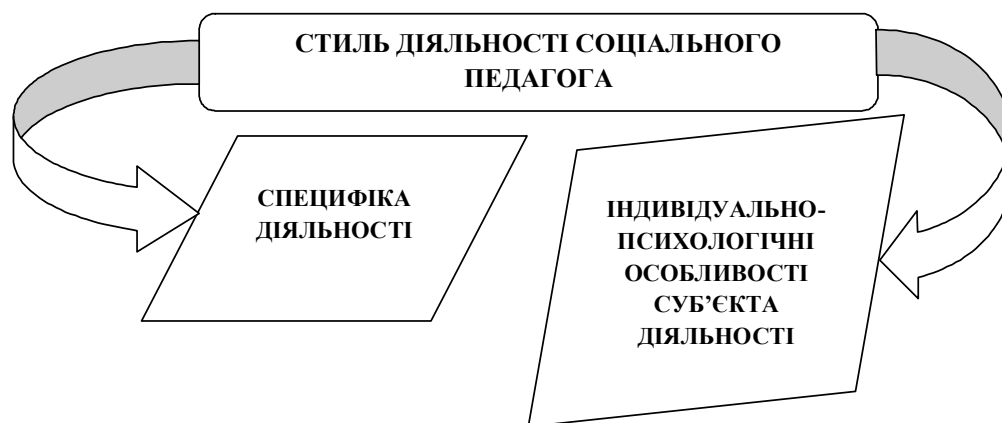 СТИЛЬ ДІЯЛЬНОСТІ СОЦІАЛЬНОГО
ПЕДАГОГА
СПЕЦИФІКА
ДІЯЛЬНОСТІ
ІНДИВІДУАЛЬНО-
ПСИХОЛОГІЧНІ
ОСОБЛИВОСТІ
СУБ’ЄКТА
ДІЯЛЬНОСТІ